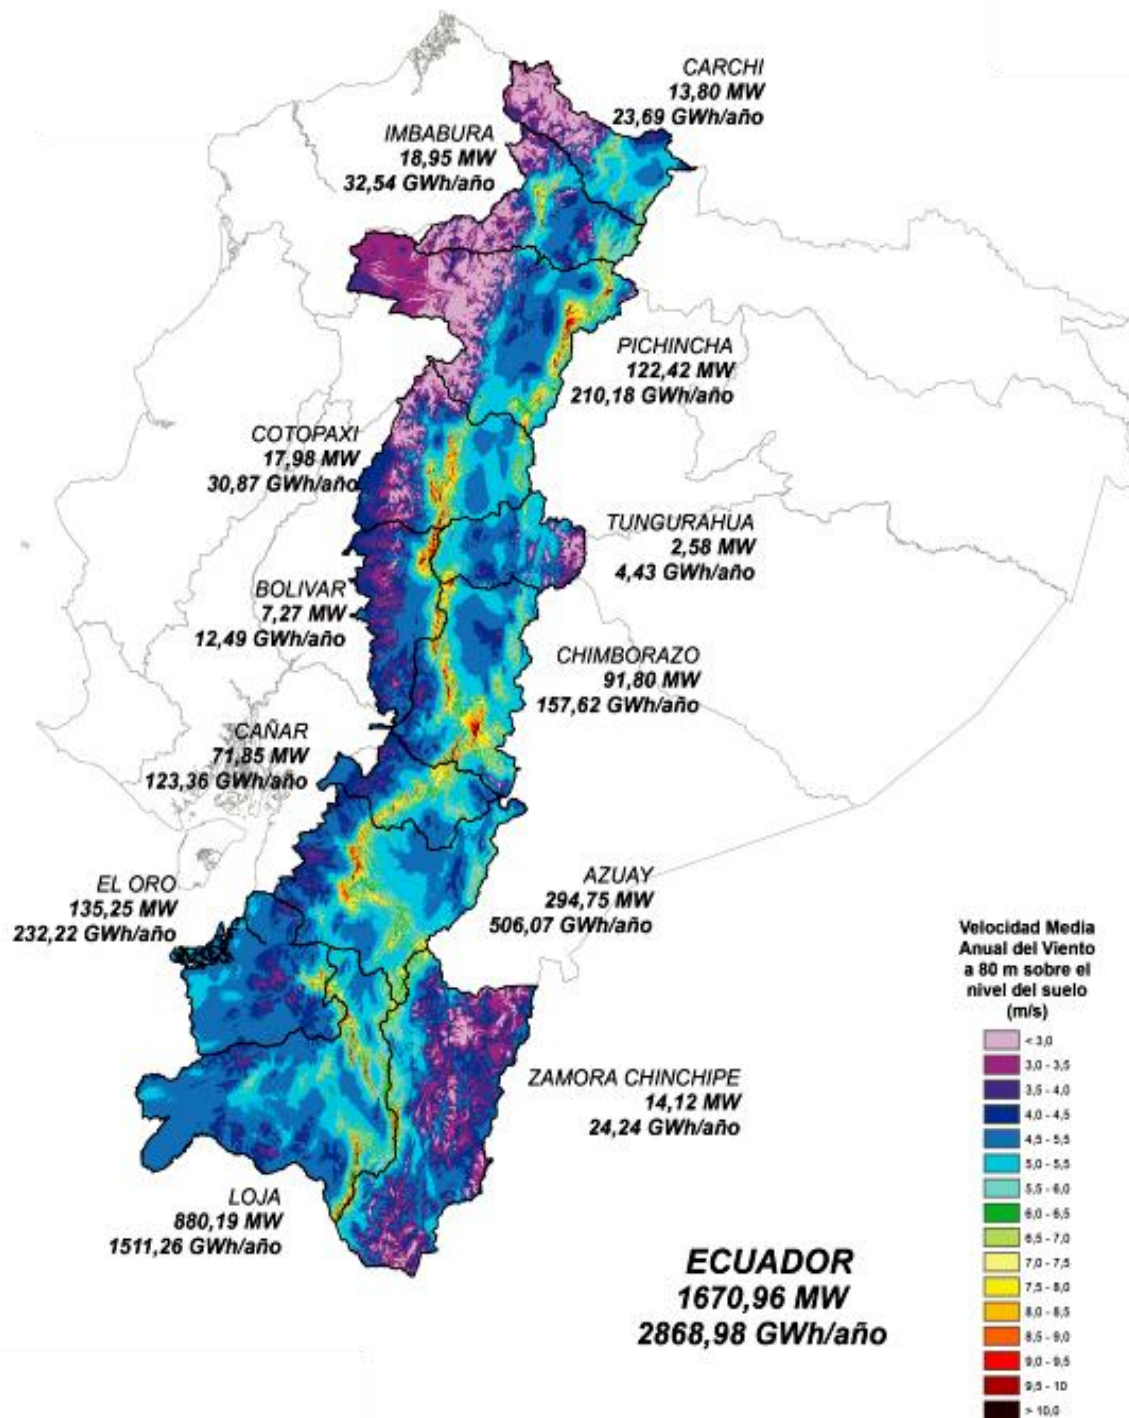 CARCHI
13,80 MW
23,69 GWh/año
IMBABURA
18,95 MW
32,54 GWh/año
PICHINCHA
122,42 MW
210,18 GWh/año
COTOPAXI
17,98 MW
30,87 GWh/año
TUNGURAHUA
2,58 MW
4,43 GWh/año
BOLIVAR
7,27 MW
12,49 GWh/año
CHIMBORAZO
91,80 MW
157,62 GWh/año
CAÑAR
71,85 MW
123,36 GWh/año
AZUAY
294,75 MW
506,07 GWh/año
EL ORO
135,25 MW
232,22 GWh/año
ZAMORA CHINCHIPE
14,12 MW
24,24 GWh/año
LOJA
880,19 MW
1511,26 GWh/año
ECUADOR
1670,96 MW
2868,98 GWh/año
Velocidad Media
Anual del Viento
a 80 m sobre el
nivel del suelo
(m/s)
< 3,0
3,0 - 3,5
3,5 - 4,0
4,0 - 4,5
4,5 - 5,5
5,0 - 5,5
5,5 - 6,0
6,0 - 6,5
6,5 - 7,0
7,0 - 7,5
7,5 - 8,0
8,0 - 8,5
8,5 - 9,0
9,0 - 9,5
9,5 - 10
> 10,0